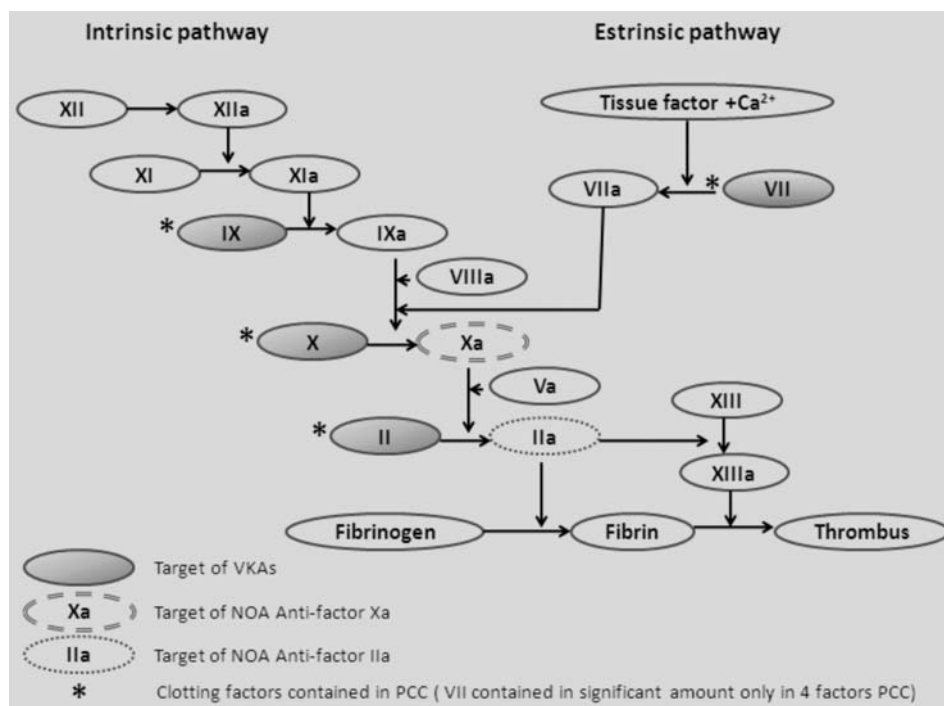 Intrinsic pathway Estrinsic pathway
XII XIIa Tissue factor +Ca²⁺
XI XIa VIIa * VII
* IX IXa
VIIIa
* X Xa
Va XIII
* II IIa
XIIIa
Fibrinogen Fibrin Thrombus
Target of VKAs
Xa Target of NOA Anti-factor Xa
IIa Target of NOA Anti-factor IIa
* Clotting factors contained in PCC ( VII contained in significant amount only in 4 factors PCC)